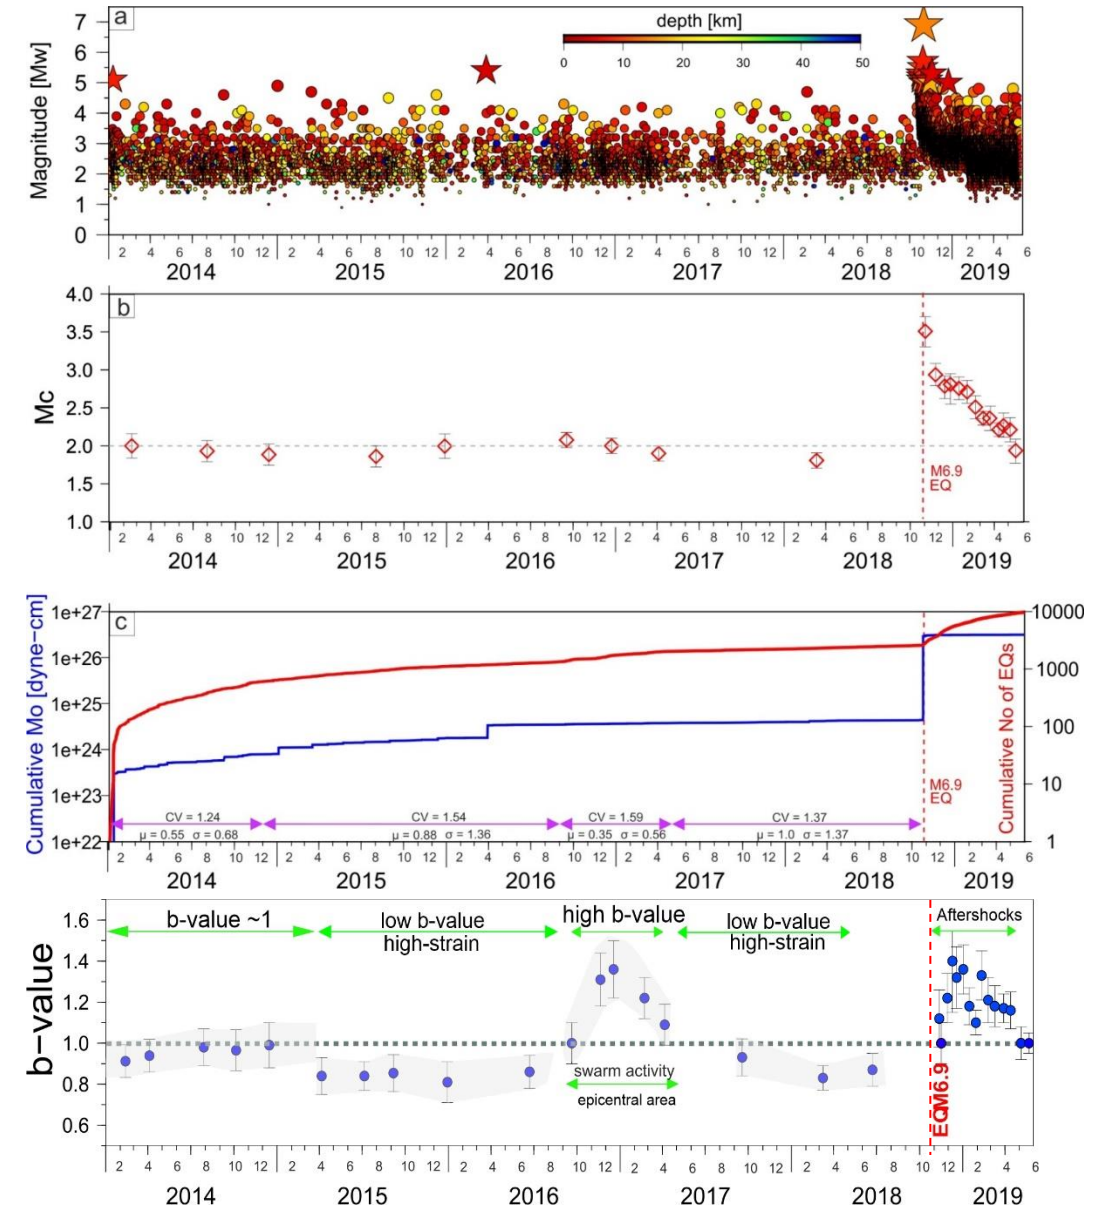 a
depth [km]
0 10 20 30 40 50
Magnitude [Mw]
7
6
5
4
3
2
1
0
2 4 6 8 10 12 2 4 6 8 10 12 2 4 6 8 10 12 2 4 6 8 10 12 2 4 6 8 10 12 2 4 6
2014 2015 2016 2017 2018 2019
b
Mc
4.0
3.5
3.0
2.5
2.0
1.5
1.0
M6.9
EQ
2 4 6 8 10 12 2 4 6 8 10 12 2 4 6 8 10 12 2 4 6 8 10 12 2 4 6 8 10 12 2 4 6
2014 2015 2016 2017 2018 2019
c
Cumulative Mo [dyne−cm]
1e+27
1e+26
1e+25
1e+24
1e+23
1e+22
10000
1000
100
10
1
Cumulative No of EQs
M6.9
EQ
CV = 1.24 CV = 1.54 CV = 1.59 CV = 1.37
μ = 0.55 σ = 0.68 μ = 0.88 σ = 1.36 μ = 0.35 σ = 0.56 μ = 1.0 σ = 1.37
2 4 6 8 10 12 2 4 6 8 10 12 2 4 6 8 10 12 2 4 6 8 10 12 2 4 6 8 10 12 2 4 6
2014 2015 2016 2017 2018 2019
b−value
1.6
1.4
1.2
1.0
0.8
0.6
b-value ~1
low b-value
high-strain
high b-value
low b-value
high-strain
Aftershocks
swarm activity
epicentral area
EQM6.9
2 4 6 8 10 12 2 4 6 8 10 12 2 4 6 8 10 12 2 4 6 8 10 12 2 4 6 8 10 12 2 4 6
2014 2015 2016 2017 2018 2019